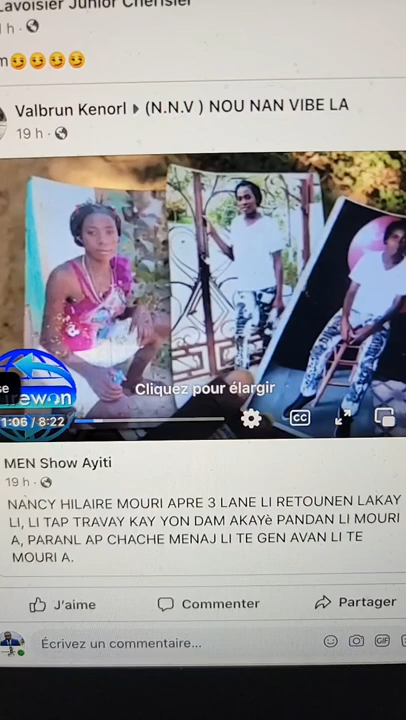 Lavoisier Junior Cherisier
1 h ·
Valbrun Kenorl ▸ (N.N.V ) NOU NAN VIBE LA
19 h ·
Cliquez pour élargir
1:06 / 8:22
CC
MEN Show Ayiti
19 h ·
NANCY HILAIRE MOURI APRE 3 LANE LI RETOUNEN LAKAY
LI, LI TAP TRAVAY KAY YON DAM AKAYè PANDAN LI MOURI
A, PARANL AP CHACHE MENAJ LI TE GEN AVAN LI TE
MOURI A.
J'aime
Commenter
Partager
Écrivez un commentaire...
GIF